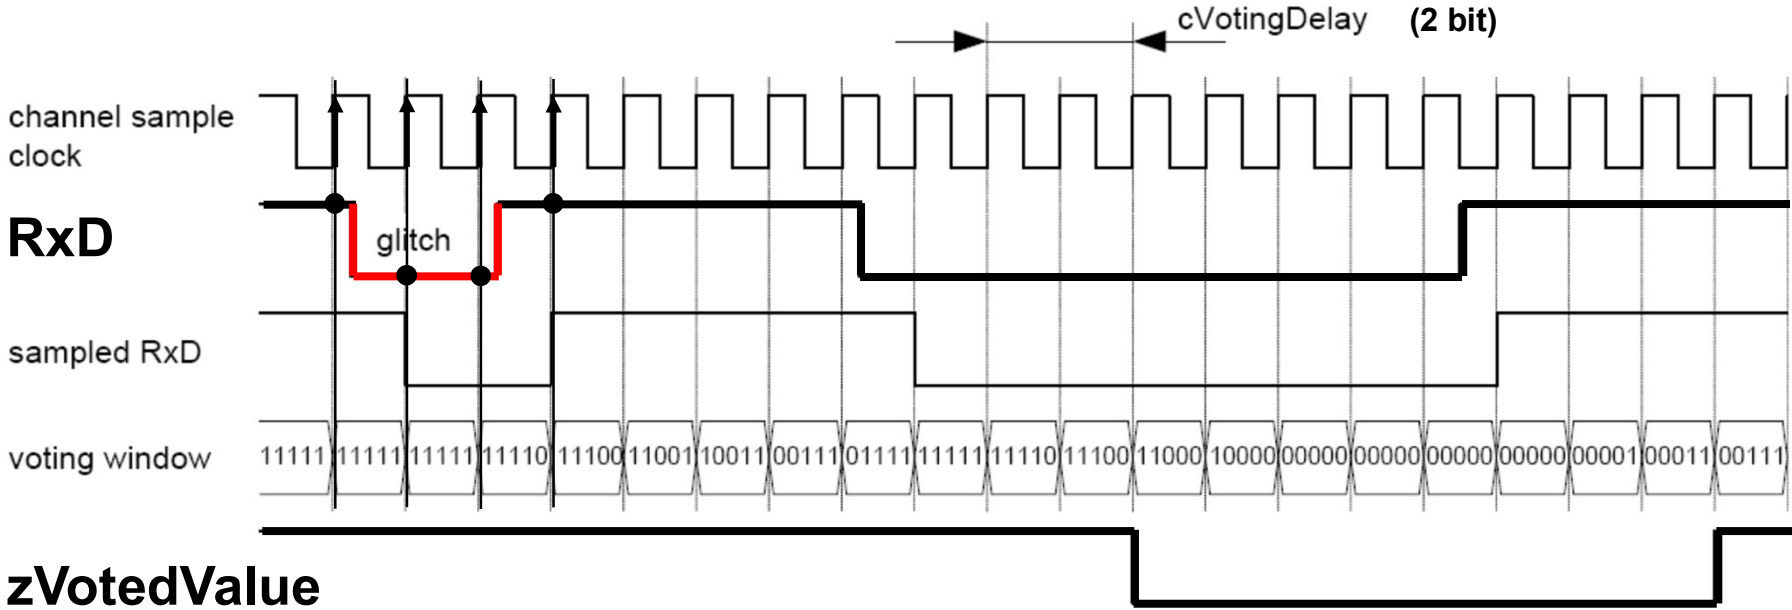 cVotingDelay (2 bit)
channel sample
clock
RxD
glitch
sampled RxD
voting window 11111 11111 11111 11110 11100 11001 10011 00111 01111 11111 11110 11100 11000 10000 00000 00000 00000 00000 00001 00011 00111
zVotedValue